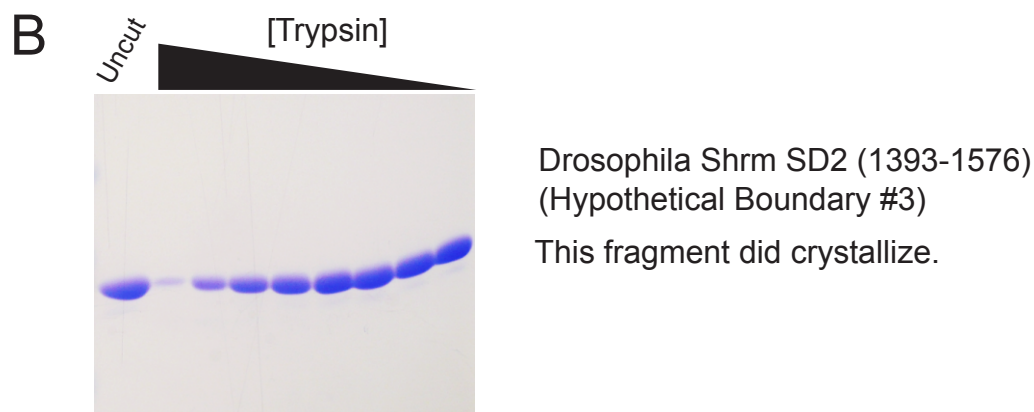 B
Uncut
[Trypsin]
Drosophila Shrm SD2 (1393-1576)
(Hypothetical Boundary #3)
This fragment did crystallize.